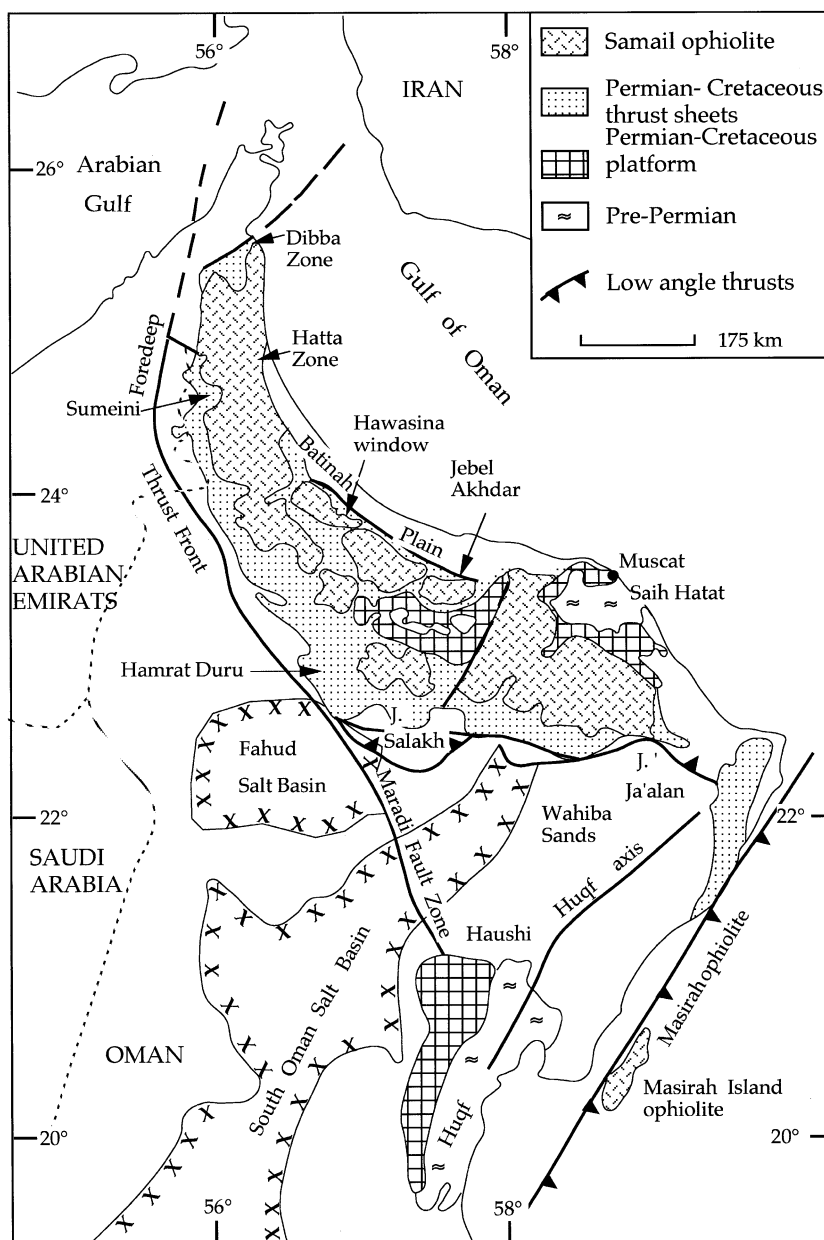 56°
58°
Samail ophiolite
Permian- Cretaceous
thrust sheets
Permian-Cretaceous
platform
Pre-Permian
Low angle thrusts
175 km
IRAN
26°
Arabian
Gulf
Dibba
Zone
Gulf of Oman
Hatta
Zone
Foredeep
Sumeini
Hawasina
window
Batinah
Plain
Jebel
Akhdar
24°
Thrust Front
UNITED
ARABIAN
EMIRATS
Muscat
Saih Hatat
Hamrat Duru
J.
Salakh
Fahud
Salt Basin
J.
Ja'alan
Wahiba
Sands
22°
22°
Maradi Fault Zone
SAUDI
ARABIA
Huqf axis
Haushi
South Oman Salt Basin
Masirah ophiolite
OMAN
Masirah Island
ophiolite
Huqf
20°
20°
56°
58°